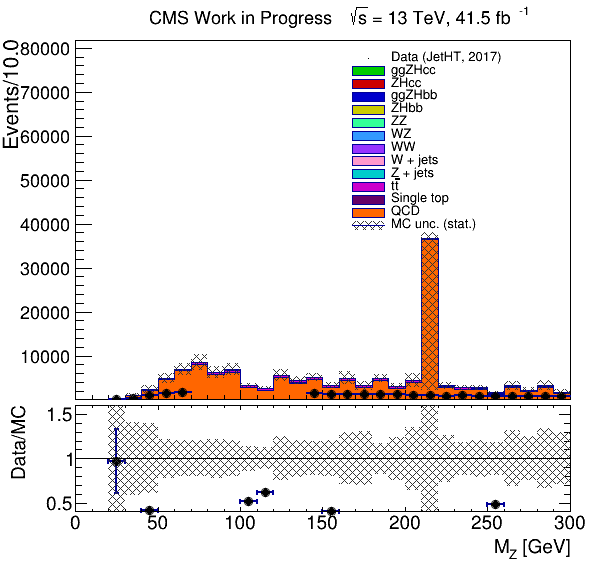 CMS Work in Progress √s = 13 TeV, 41.5 fb -1
Events/10.0
80000
70000
60000
50000
40000
30000
20000
10000
Data (JetHT, 2017)
ggZHcc
ZHcc
ggZHbb
ZHbb
ZZ
WZ
WW
W + jets
Z + jets
tt̄
Single top
QCD
MC unc. (stat.)
Data/MC
1.5
1
0.5
0 50 100 150 200 250 300
M_Z [GeV]